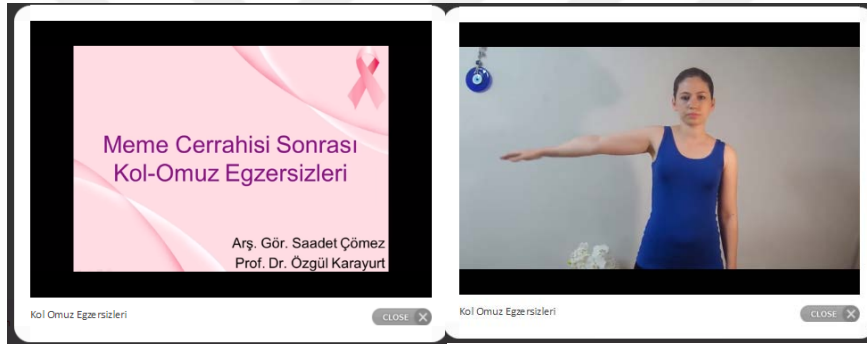 Meme Cerrahisi Sonrası
Kol-Omuz Egzersizleri
Arş. Gör. Saadet Çömez
Prof. Dr. Özgül Karayurt
Kol Omuz Egzersizleri
CLOSE X
Kol Omuz Egzersizleri
CLOSE X